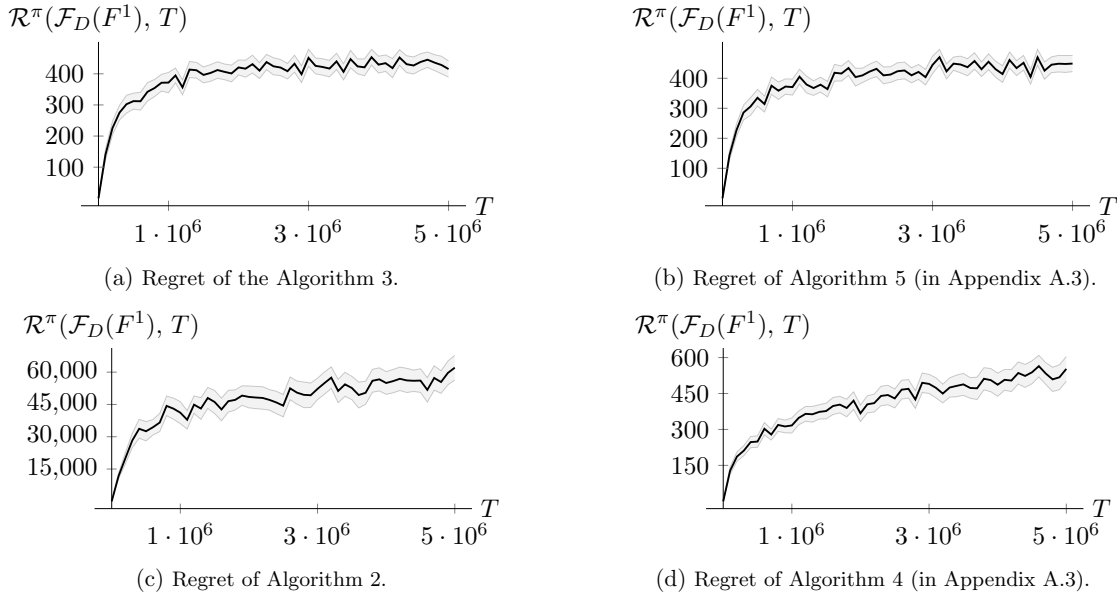 𝓡^π(𝓕_D(F^1), T)
400
300
200
100
T
1 · 10^6
3 · 10^6
5 · 10^6
(a) Regret of the Algorithm 3.
𝓡^π(𝓕_D(F^1), T)
400
300
200
100
T
1 · 10^6
3 · 10^6
5 · 10^6
(b) Regret of Algorithm 5 (in Appendix A.3).
𝓡^π(𝓕_D(F^1), T)
60,000
45,000
30,000
15,000
T
1 · 10^6
3 · 10^6
5 · 10^6
(c) Regret of Algorithm 2.
𝓡^π(𝓕_D(F^1), T)
600
450
300
150
T
1 · 10^6
3 · 10^6
5 · 10^6
(d) Regret of Algorithm 4 (in Appendix A.3).